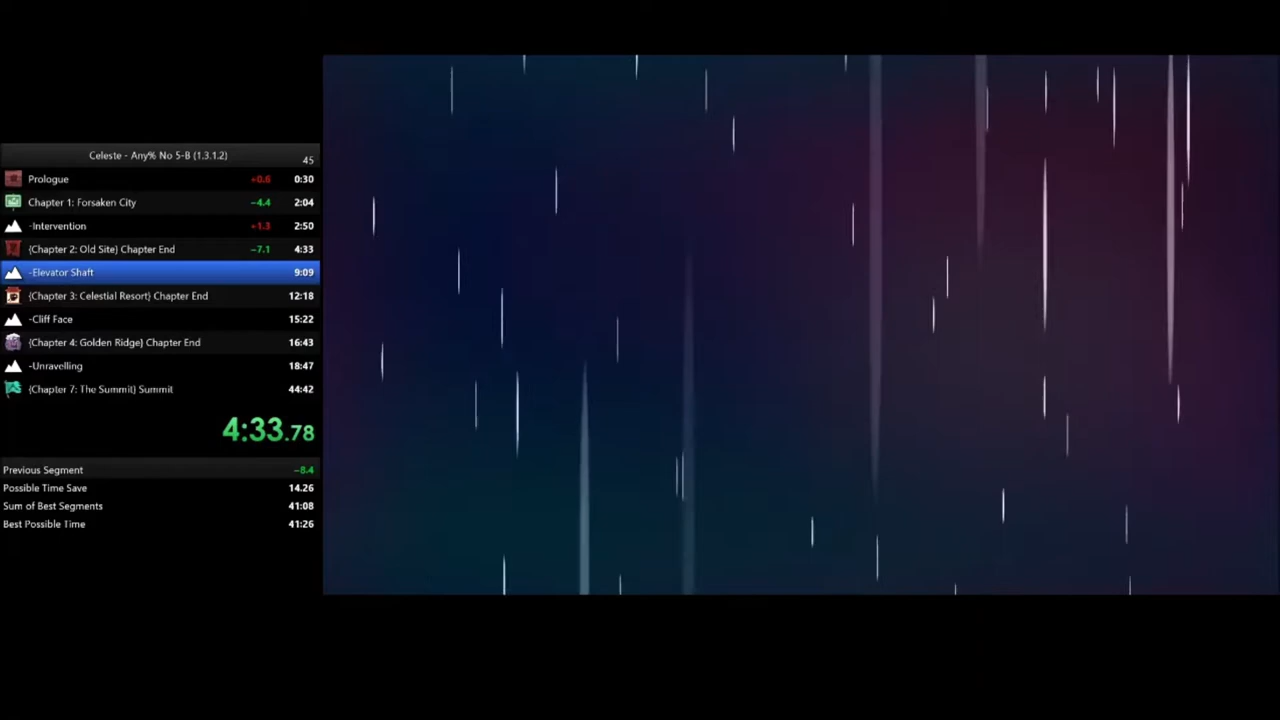 Celeste - Any% No 5-B (1.3.1.2)
45
Prologue +0.6 0:30
Chapter 1: Forsaken City −4.4 2:04
-Intervention +1.3 2:50
{Chapter 2: Old Site} Chapter End −7.1 4:33
-Elevator Shaft 9:09
{Chapter 3: Celestial Resort} Chapter End 12:18
-Cliff Face 15:22
{Chapter 4: Golden Ridge} Chapter End 16:43
-Unravelling 18:47
{Chapter 7: The Summit} Summit 44:42
4:33.78
Previous Segment −8.4
Possible Time Save 14.26
Sum of Best Segments 41:08
Best Possible Time 41:26